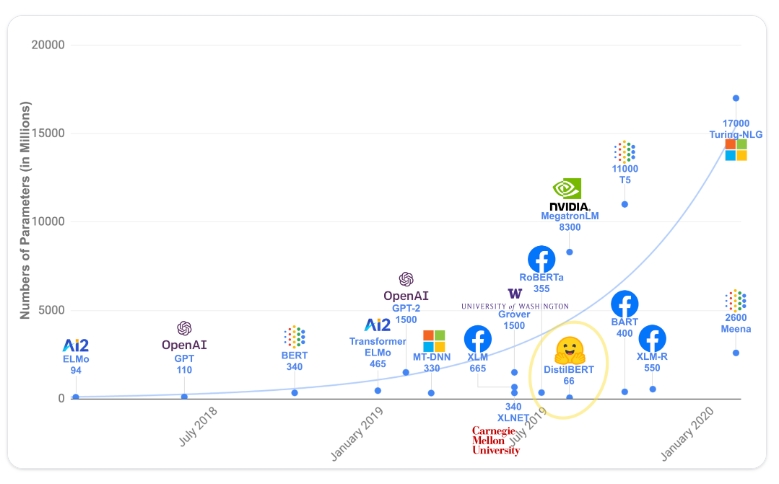 20000
15000
10000
5000
0
Numbers of Parameters (in Millions)
July 2018
January 2019
July 2019
January 2020
Ai2
ELMo
94
OpenAI
GPT
110
BERT
340
Ai2
Transformer
ELMo
465
OpenAI
GPT-2
1500
MT-DNN
330
XLM
665
W
UNIVERSITY of WASHINGTON
Grover
1500
340
XLNET
Carnegie
Mellon
University
RoBERTa
355
NVIDIA.
MegatronLM
8300
DistilBERT
66
11000
T5
BART
400
XLM-R
550
17000
Turing-NLG
2600
Meena